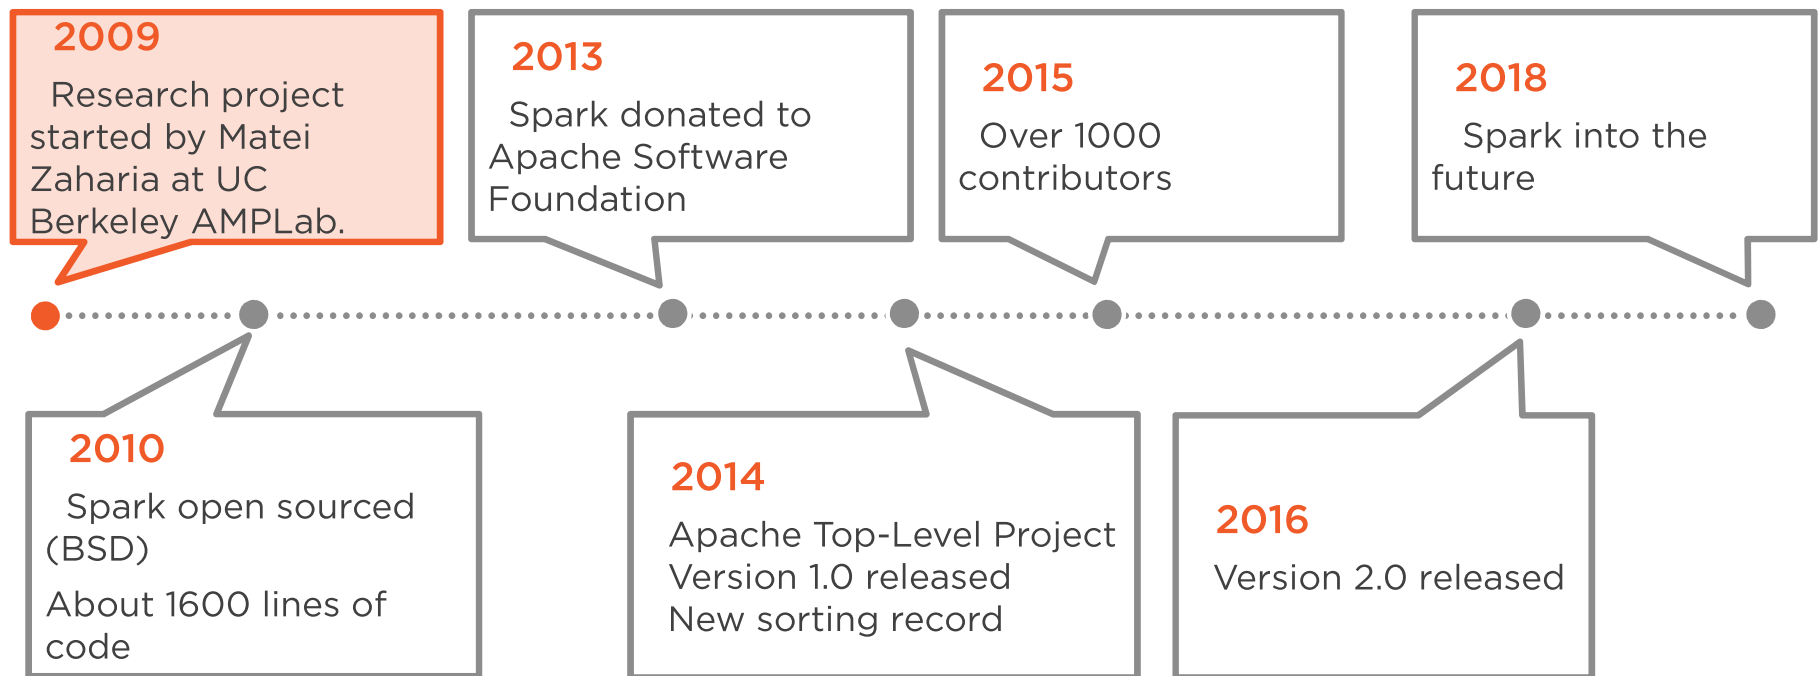 2009
Research project
started by Matei
Zaharia at UC
Berkeley AMPLab.
2013
Spark donated to
Apache Software
Foundation
2015
Over 1000
contributors
2018
Spark into the
future
2010
Spark open sourced
(BSD)
About 1600 lines of
code
2014
Apache Top-Level Project
Version 1.0 released
New sorting record
2016
Version 2.0 released